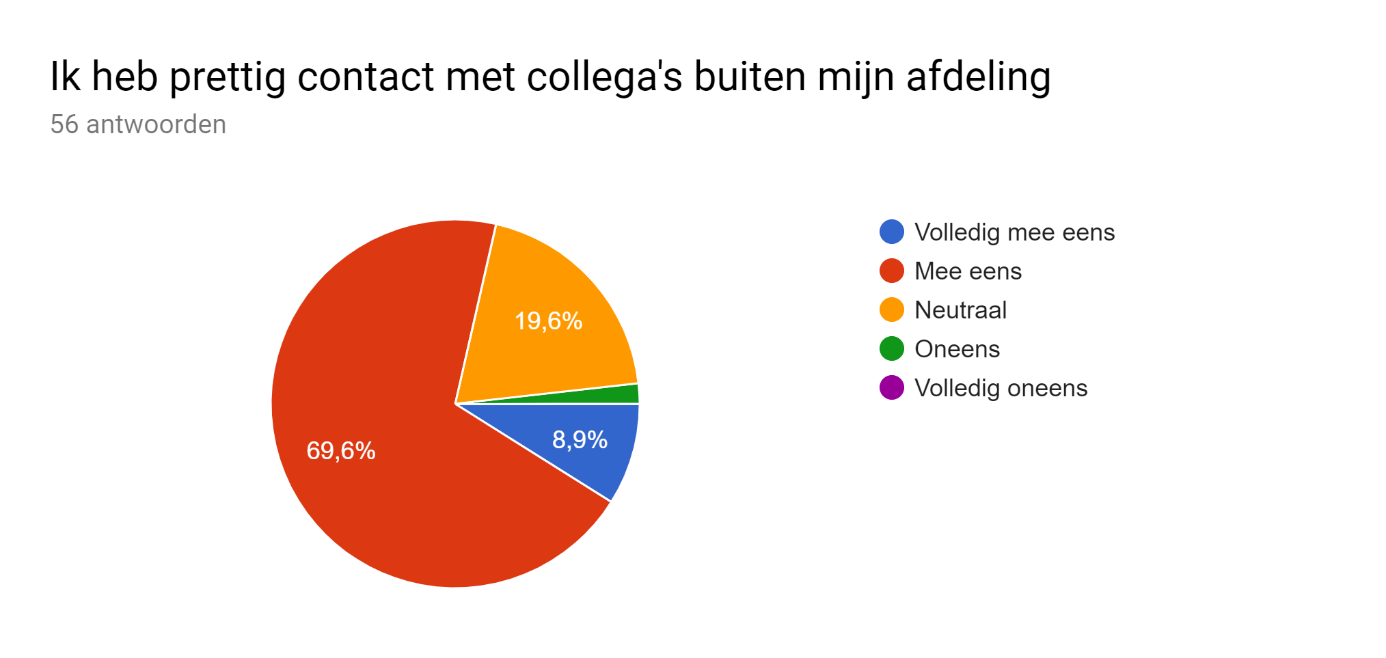 Ik heb prettig contact met collega's buiten mijn afdeling
56 antwoorden
Volledig mee eens
Mee eens
Neutraal
Oneens
Volledig oneens
19,6%
8,9%
69,6%